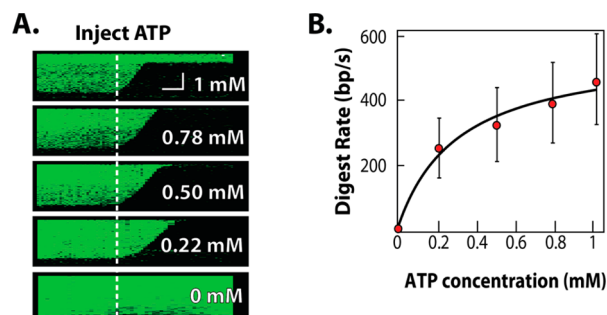 A.
Inject ATP
1 mM
0.78 mM
0.50 mM
0.22 mM
0 mM
B.
Digest Rate (bp/s)
600
400
200
0 0.2 0.4 0.6 0.8 1
ATP concentration (mM)